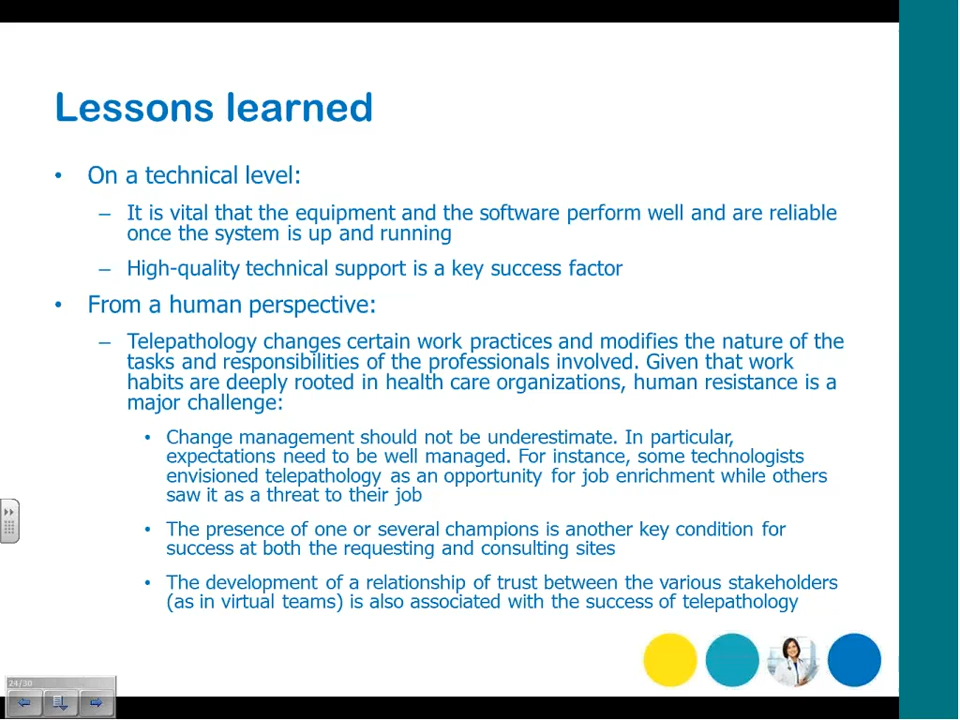 Lessons learned
• On a technical level:
– It is vital that the equipment and the software perform well and are reliable
once the system is up and running
– High-quality technical support is a key success factor
• From a human perspective:
– Telepathology changes certain work practices and modifies the nature of the
tasks and responsibilities of the professionals involved. Given that work
habits are deeply rooted in health care organizations, human resistance is a
major challenge:
• Change management should not be underestimate. In particular,
expectations need to be well managed. For instance, some technologists
envisioned telepathology as an opportunity for job enrichment while others
saw it as a threat to their job
• The presence of one or several champions is another key condition for
success at both the requesting and consulting sites
• The development of a relationship of trust between the various stakeholders
(as in virtual teams) is also associated with the success of telepathology
24/30